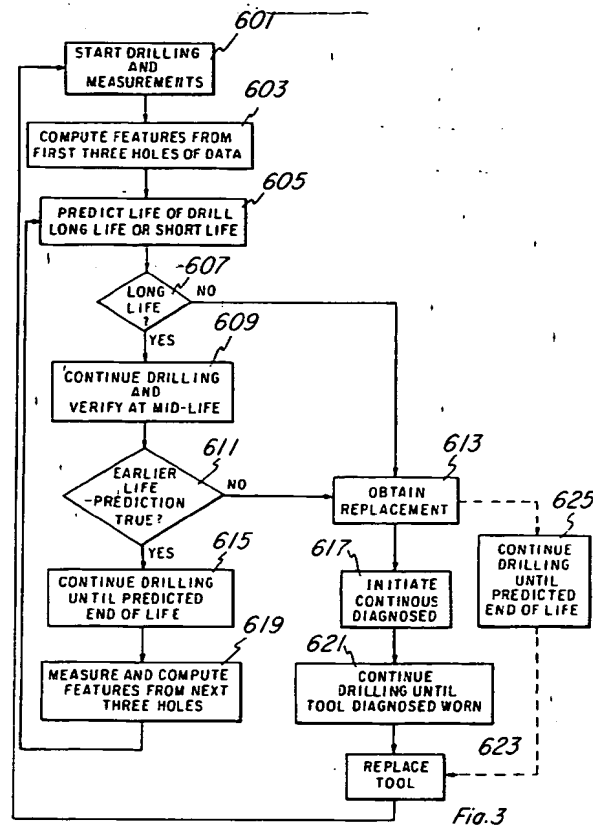 601
START DRILLING
AND
MEASUREMENTS
603
COMPUTE FEATURES FROM
FIRST THREE HOLES OF DATA
605
PREDICT LIFE OF DRILL
LONG LIFE OR SHORT LIFE
607
LONG
LIFE
?
NO
YES
609
CONTINUE DRILLING
AND
VERIFY AT MID-LIFE
611
EARLIER
LIFE
PREDICTION
TRUE?
NO
YES
613
OBTAIN
REPLACEMENT
615
CONTINUE DRILLING
UNTIL PREDICTED
END OF LIFE
617
INITIATE
CONTINOUS
DIAGNOSED
625
CONTINUE
DRILLING
UNTIL
PREDICTED
END OF LIFE
619
MEASURE AND COMPUTE
FEATURES FROM NEXT
THREE HOLES
621
CONTINUE
DRILLING UNTIL
TOOL DIAGNOSED WORN
623
REPLACE
TOOL
Fig.3